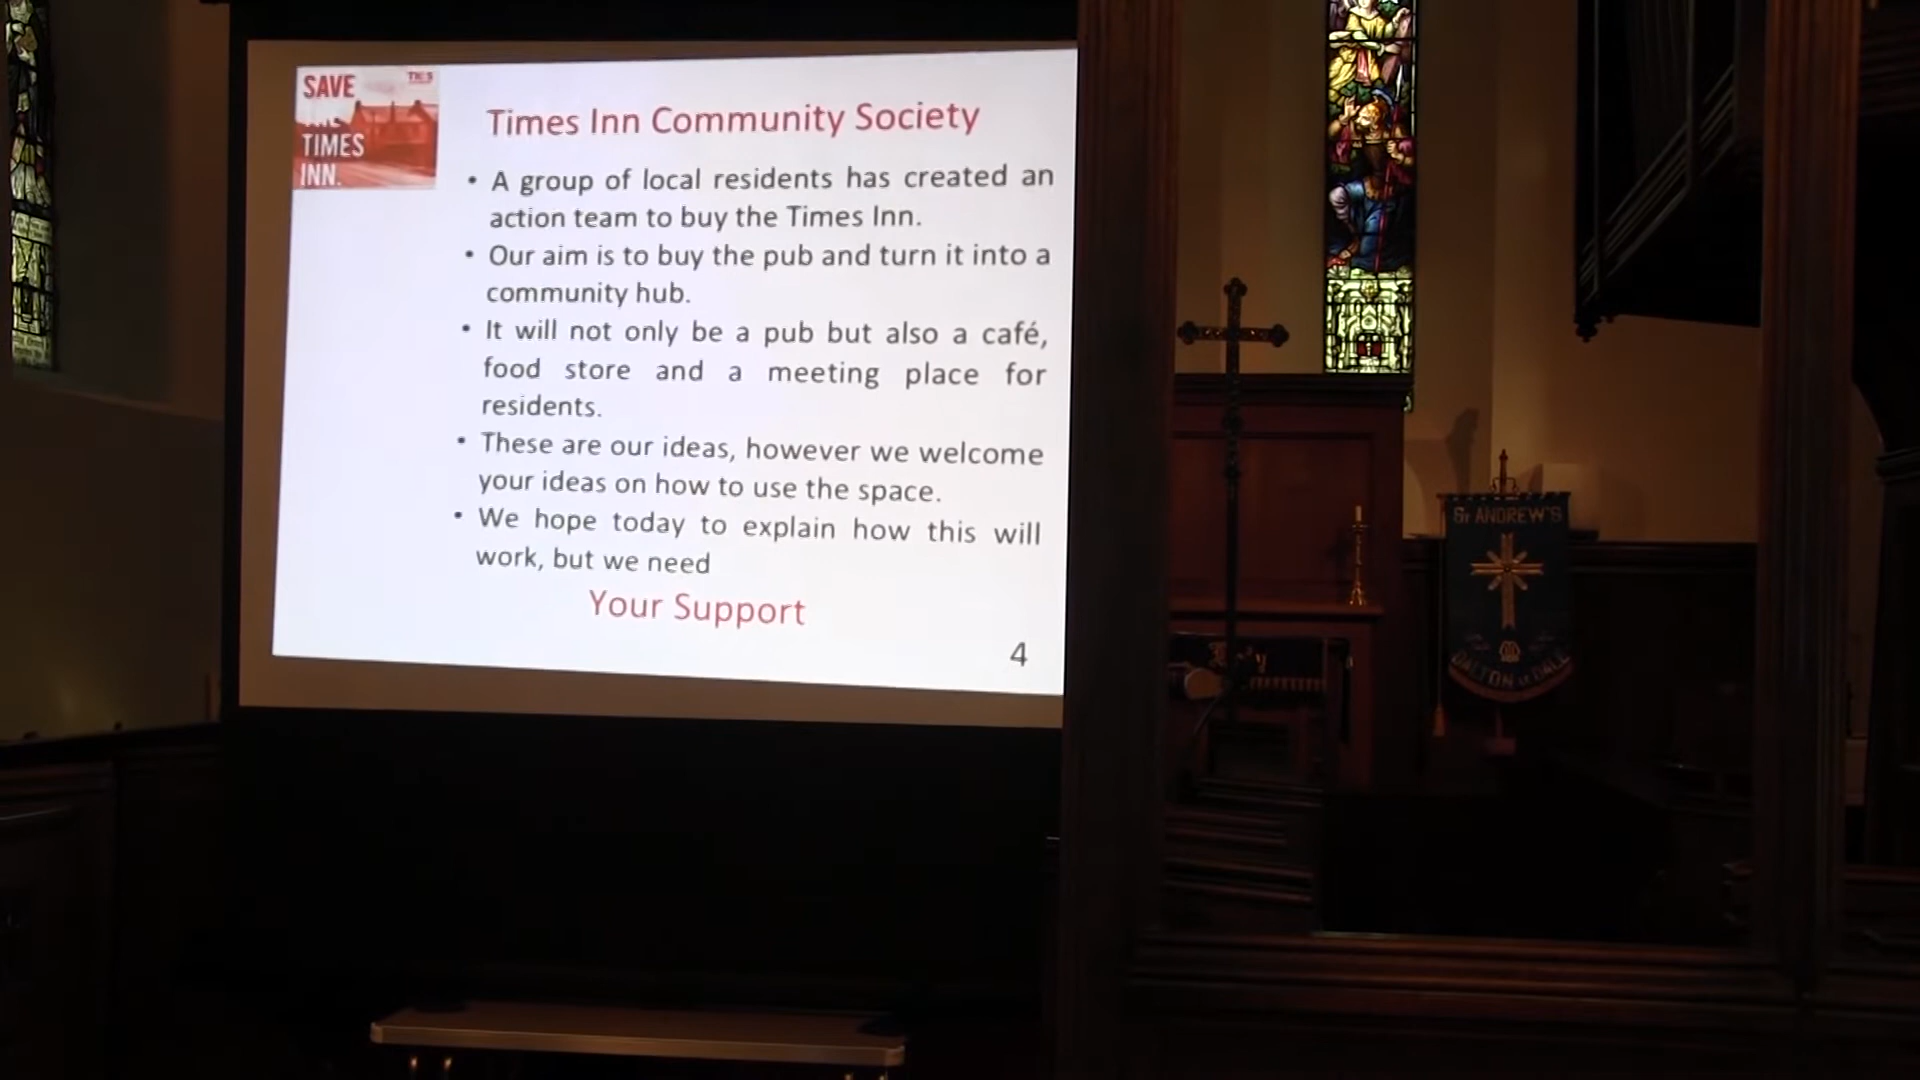 SAVE
THE
TIMES
INN.
Times Inn Community Society
• A group of local residents has created an
action team to buy the Times Inn.
• Our aim is to buy the pub and turn it into a
community hub.
• It will not only be a pub but also a café,
food store and a meeting place for
residents.
• These are our ideas, however we welcome
your ideas on how to use the space.
• We hope today to explain how this will
work, but we need
Your Support
4
St ANDREW'S
DALTON le DALE